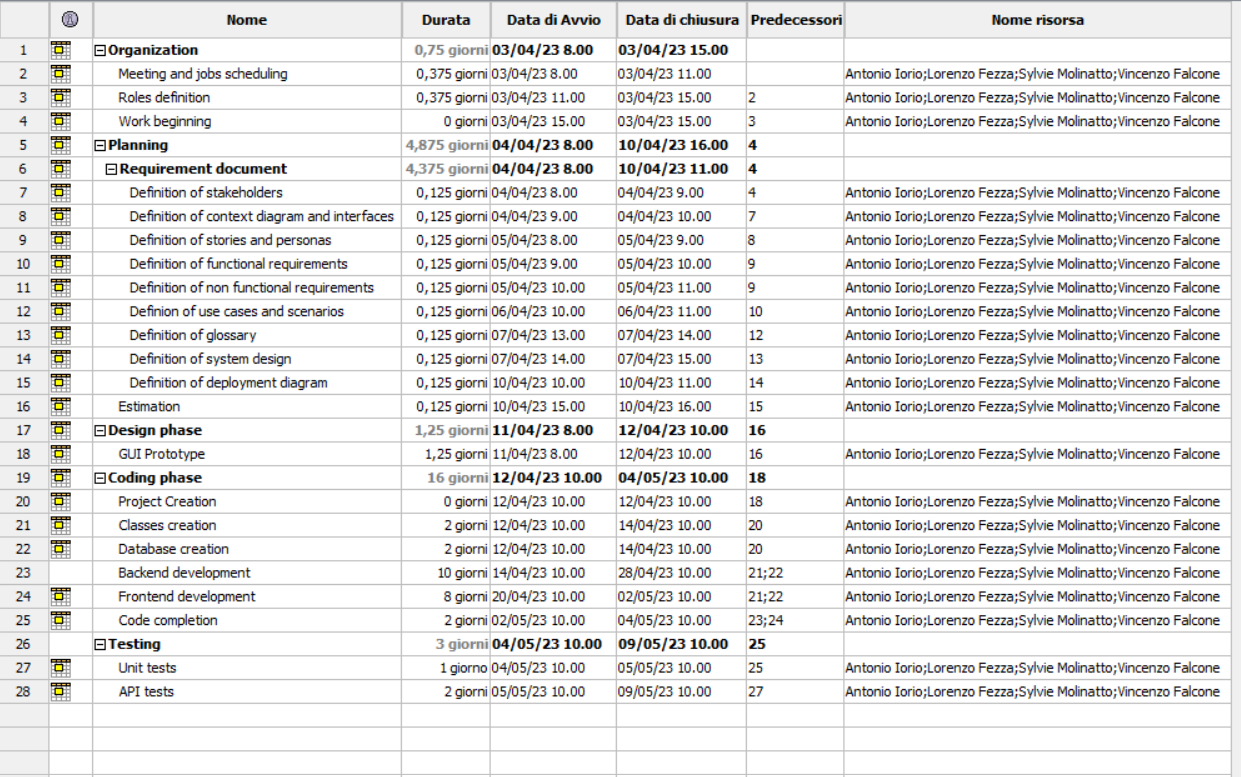 Nome Durata Data di Avvio Data di chiusura Predecessori Nome risorsa
1 Organization 0,75 giorni 03/04/23 8.00 03/04/23 15.00
2 Meeting and jobs scheduling 0,375 giorni 03/04/23 8.00 03/04/23 11.00 Antonio Iorio;Lorenzo Fezza;Sylvie Molinatto;Vincenzo Falcone
3 Roles definition 0,375 giorni 03/04/23 11.00 03/04/23 15.00 2 Antonio Iorio;Lorenzo Fezza;Sylvie Molinatto;Vincenzo Falcone
4 Work beginning 0 giorni 03/04/23 15.00 03/04/23 15.00 3 Antonio Iorio;Lorenzo Fezza;Sylvie Molinatto;Vincenzo Falcone
5 Planning 4,875 giorni 04/04/23 8.00 10/04/23 16.00 4
6 Requirement document 4,375 giorni 04/04/23 8.00 10/04/23 11.00 4
7 Definition of stakeholders 0,125 giorni 04/04/23 8.00 04/04/23 9.00 4 Antonio Iorio;Lorenzo Fezza;Sylvie Molinatto;Vincenzo Falcone
8 Definition of context diagram and interfaces 0,125 giorni 04/04/23 9.00 04/04/23 10.00 7 Antonio Iorio;Lorenzo Fezza;Sylvie Molinatto;Vincenzo Falcone
9 Definition of stories and personas 0,125 giorni 05/04/23 8.00 05/04/23 9.00 8 Antonio Iorio;Lorenzo Fezza;Sylvie Molinatto;Vincenzo Falcone
10 Definition of functional requirements 0,125 giorni 05/04/23 9.00 05/04/23 10.00 9 Antonio Iorio;Lorenzo Fezza;Sylvie Molinatto;Vincenzo Falcone
11 Definition of non functional requirements 0,125 giorni 05/04/23 10.00 05/04/23 11.00 9 Antonio Iorio;Lorenzo Fezza;Sylvie Molinatto;Vincenzo Falcone
12 Definion of use cases and scenarios 0,125 giorni 06/04/23 10.00 06/04/23 11.00 10 Antonio Iorio;Lorenzo Fezza;Sylvie Molinatto;Vincenzo Falcone
13 Definition of glossary 0,125 giorni 07/04/23 13.00 07/04/23 14.00 12 Antonio Iorio;Lorenzo Fezza;Sylvie Molinatto;Vincenzo Falcone
14 Definition of system design 0,125 giorni 07/04/23 14.00 07/04/23 15.00 13 Antonio Iorio;Lorenzo Fezza;Sylvie Molinatto;Vincenzo Falcone
15 Definition of deployment diagram 0,125 giorni 10/04/23 10.00 10/04/23 11.00 14 Antonio Iorio;Lorenzo Fezza;Sylvie Molinatto;Vincenzo Falcone
16 Estimation 0,125 giorni 10/04/23 15.00 10/04/23 16.00 15 Antonio Iorio;Lorenzo Fezza;Sylvie Molinatto;Vincenzo Falcone
17 Design phase 1,25 giorni 11/04/23 8.00 12/04/23 10.00 16
18 GUI Prototype 1,25 giorni 11/04/23 8.00 12/04/23 10.00 16 Antonio Iorio;Lorenzo Fezza;Sylvie Molinatto;Vincenzo Falcone
19 Coding phase 16 giorni 12/04/23 10.00 04/05/23 10.00 18
20 Project Creation 0 giorni 12/04/23 10.00 12/04/23 10.00 18 Antonio Iorio;Lorenzo Fezza;Sylvie Molinatto;Vincenzo Falcone
21 Classes creation 2 giorni 12/04/23 10.00 14/04/23 10.00 20 Antonio Iorio;Lorenzo Fezza;Sylvie Molinatto;Vincenzo Falcone
22 Database creation 2 giorni 12/04/23 10.00 14/04/23 10.00 20 Antonio Iorio;Lorenzo Fezza;Sylvie Molinatto;Vincenzo Falcone
23 Backend development 10 giorni 14/04/23 10.00 28/04/23 10.00 21;22 Antonio Iorio;Lorenzo Fezza;Sylvie Molinatto;Vincenzo Falcone
24 Frontend development 8 giorni 20/04/23 10.00 02/05/23 10.00 21;22 Antonio Iorio;Lorenzo Fezza;Sylvie Molinatto;Vincenzo Falcone
25 Code completion 2 giorni 02/05/23 10.00 04/05/23 10.00 23;24 Antonio Iorio;Lorenzo Fezza;Sylvie Molinatto;Vincenzo Falcone
26 Testing 3 giorni 04/05/23 10.00 09/05/23 10.00 25
27 Unit tests 1 giorno 04/05/23 10.00 05/05/23 10.00 25 Antonio Iorio;Lorenzo Fezza;Sylvie Molinatto;Vincenzo Falcone
28 API tests 2 giorni 05/05/23 10.00 09/05/23 10.00 27 Antonio Iorio;Lorenzo Fezza;Sylvie Molinatto;Vincenzo Falcone